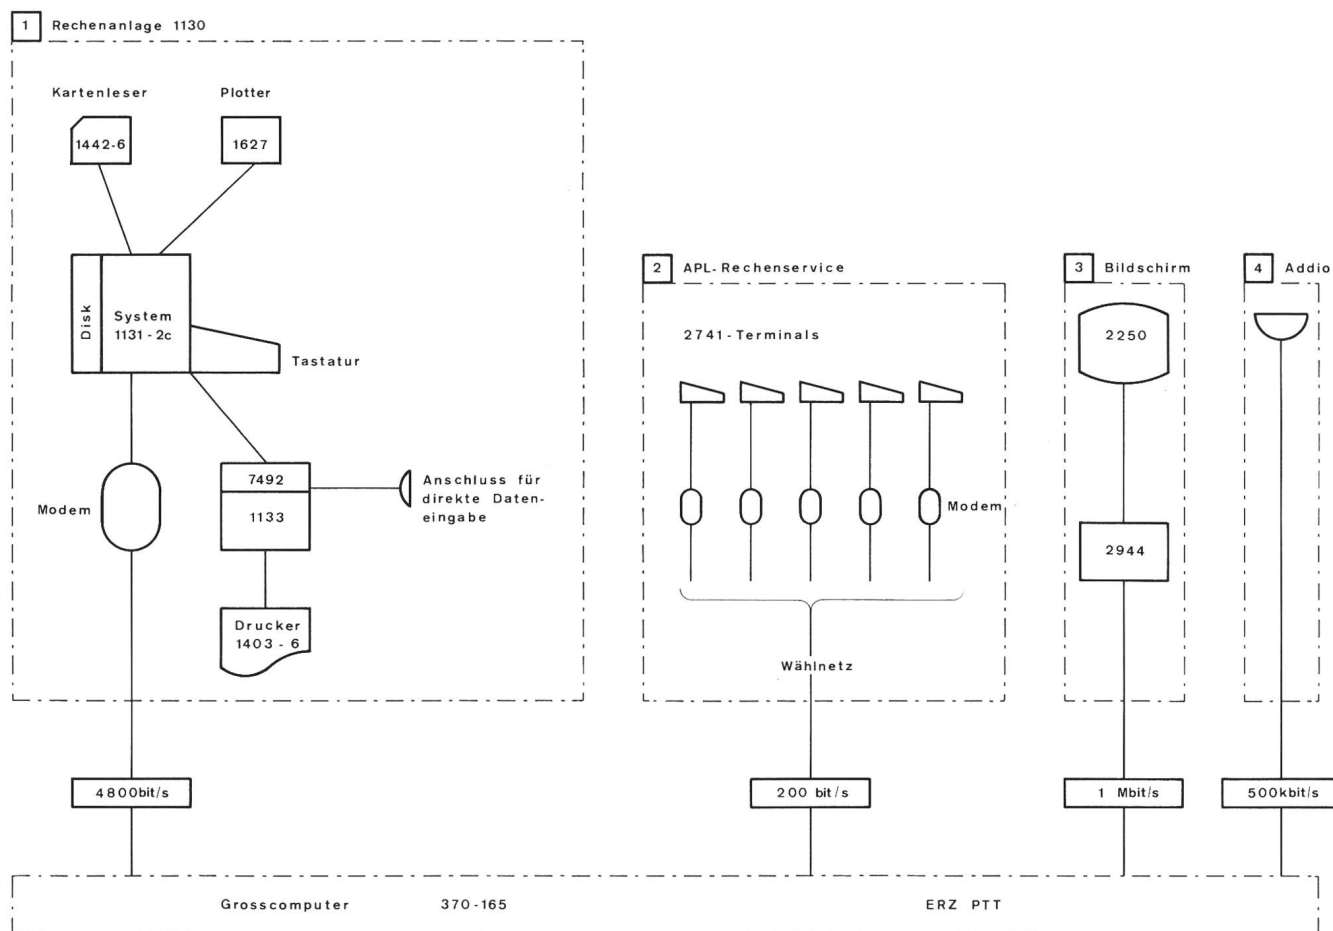 1 Rechenanlage 1130
Kartenleser
Plotter
1442-6
1627
Disk
System
1131 - 2c
Tastatur
Modem
7492
1133
Anschluss für
direkte Daten-
eingabe
Drucker
1403 - 6
4800bit/s
2 APL-Rechenservice
2741-Terminals
Modem
Wählnetz
200 bit/s
3 Bildschirm
2250
2944
1 Mbit/s
4 Addio
500kbit/s
Grosscomputer 370-165 ERZ PTT